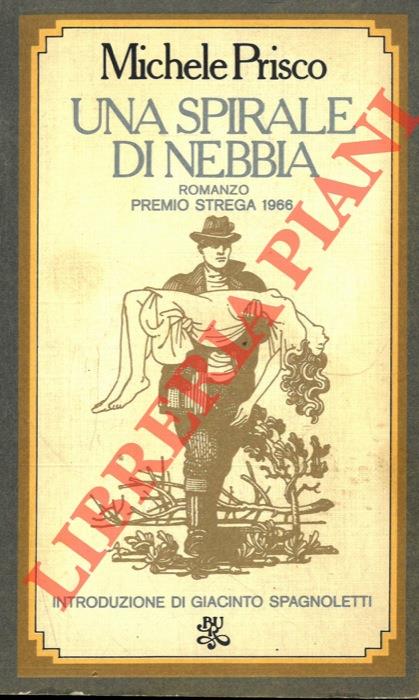 Michele Prisco
UNA SPIRALE
DI NEBBIA
ROMANZO
PREMIO STREGA 1966
LIBRERIA PIANI
INTRODUZIONE DI GIACINTO SPAGNOLETTI
BUR